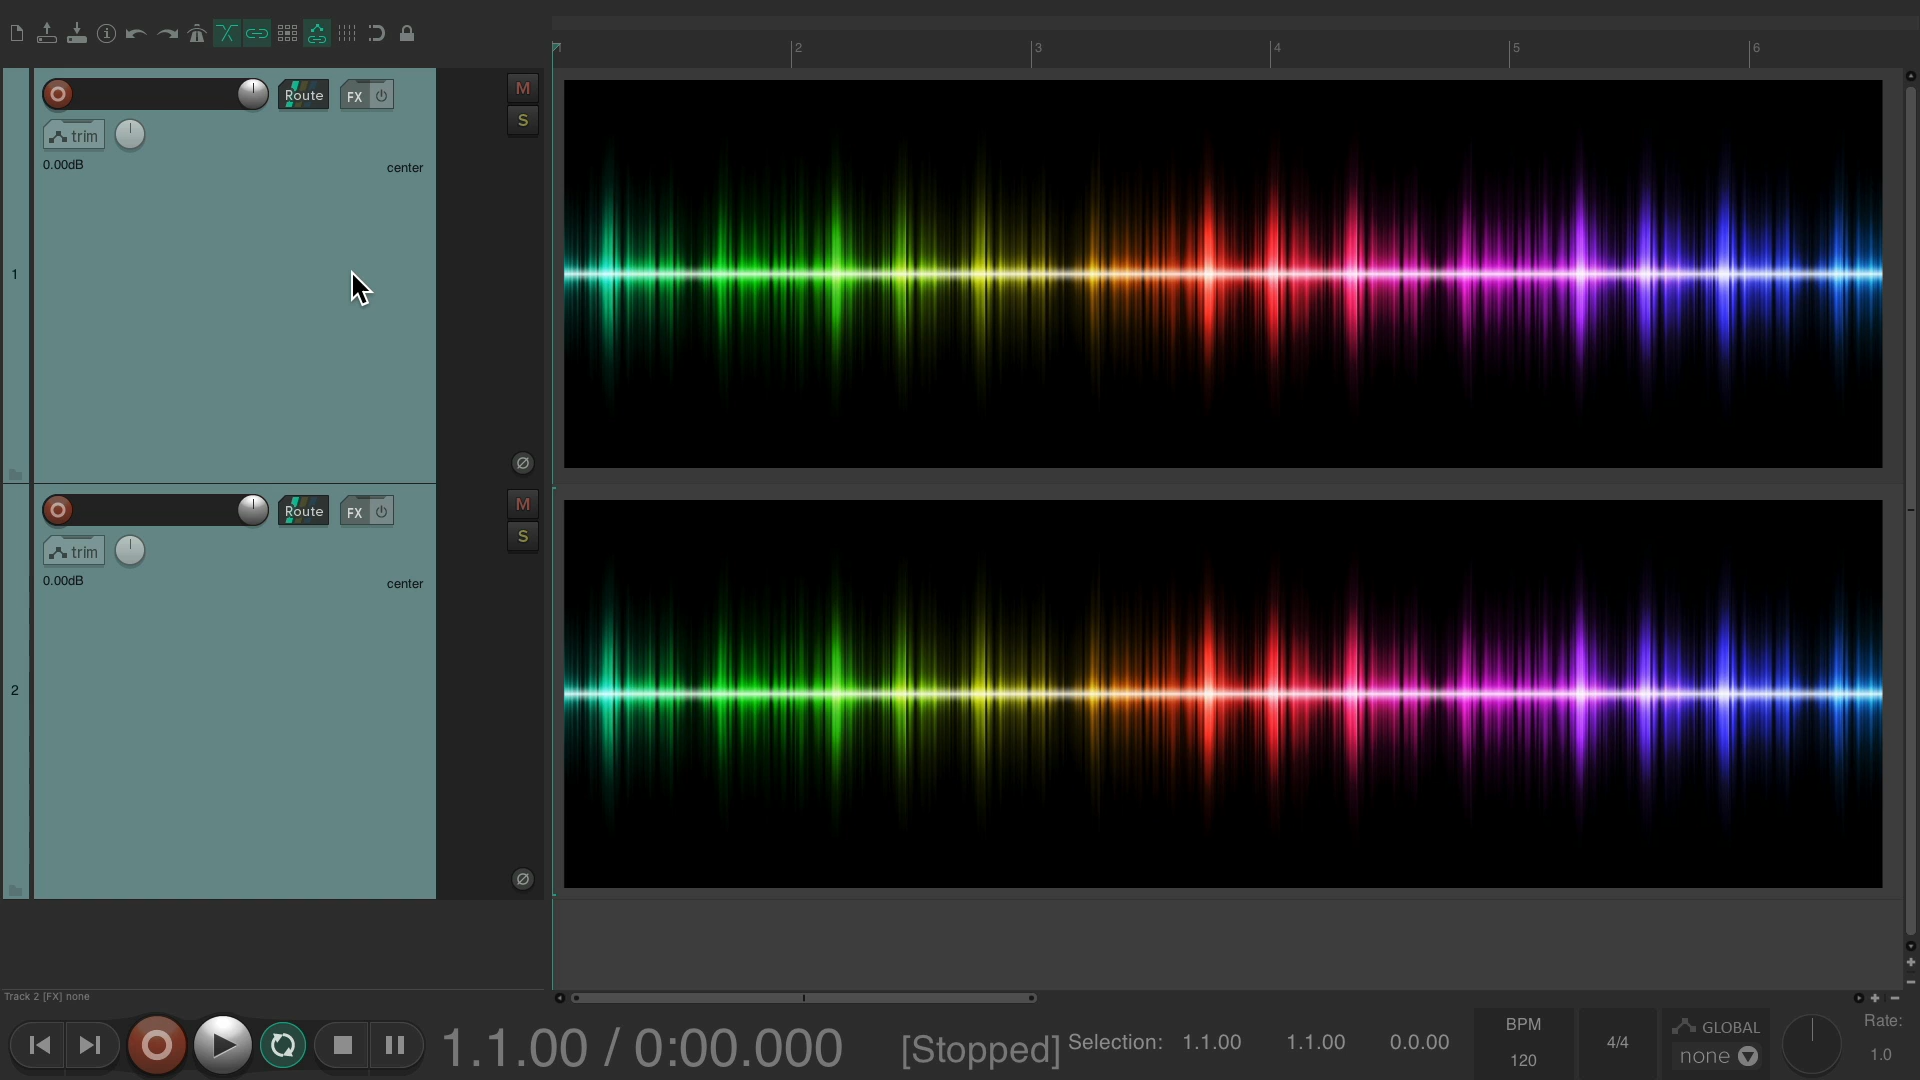 2
3
4
5
6
Route
FX
M
S
trim
0.00dB
center
1
Route
FX
M
S
trim
0.00dB
center
2
Track 2 [FX] none
1.1.00 / 0:00.000
[Stopped]
Selection: 1.1.00 1.1.00 0.0.00
BPM
120
4/4
GLOBAL
none
Rate:
1.0